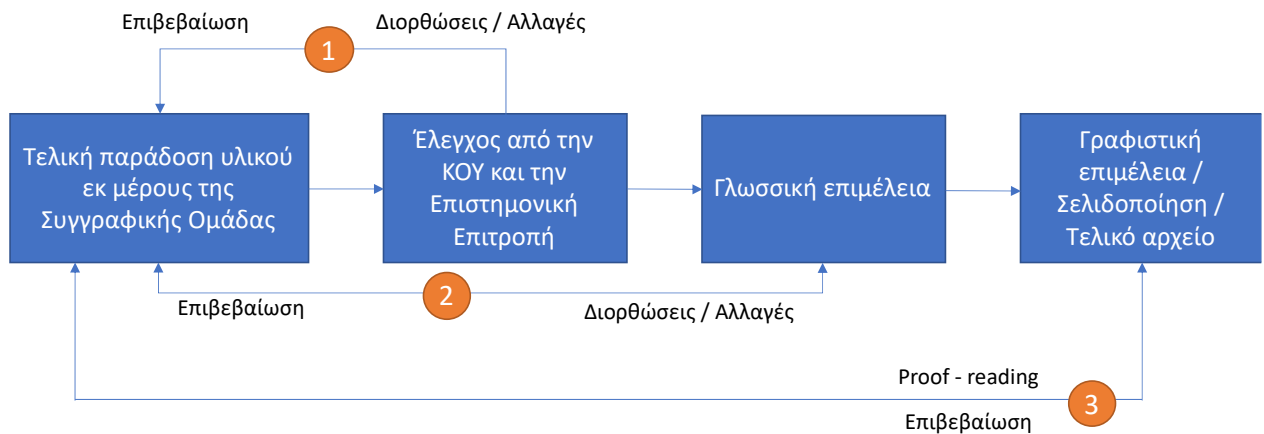 Επιβεβαίωση
Διορθώσεις / Αλλαγές
1
Τελική παράδοση υλικού
εκ μέρους της
Συγγραφικής Ομάδας
Έλεγχος από την
ΚΟΥ και την
Επιστημονική
Επιτροπή
Γλωσσική επιμέλεια
Γραφιστική
επιμέλεια /
Σελιδοποίηση /
Τελικό αρχείο
Επιβεβαίωση
2
Διορθώσεις / Αλλαγές
Proof - reading
3
Επιβεβαίωση